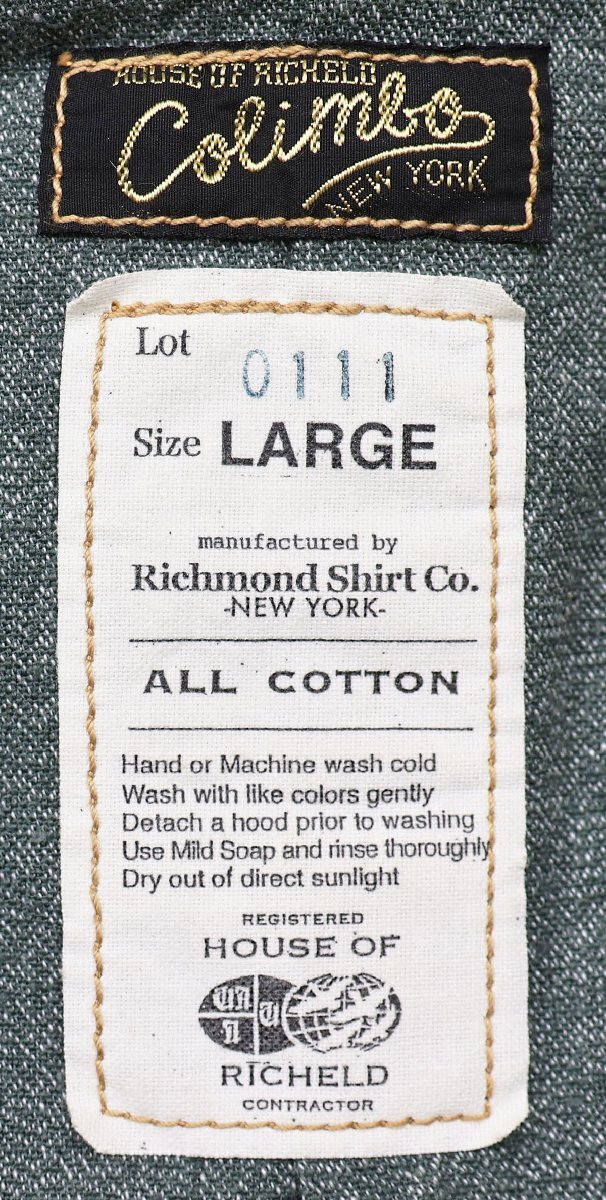 HOUSE OF RICHELD
Colimbo
NEW YORK
Lot 0111
Size LARGE
manufactured by
Richmond Shirt Co.
-NEW YORK-
ALL COTTON
Hand or Machine wash cold
Wash with like colors gently
Detach a hood prior to washing
Use Mild Soap and rinse thoroughly
Dry out of direct sunlight
REGISTERED
HOUSE OF
RICHELD
CONTRACTOR